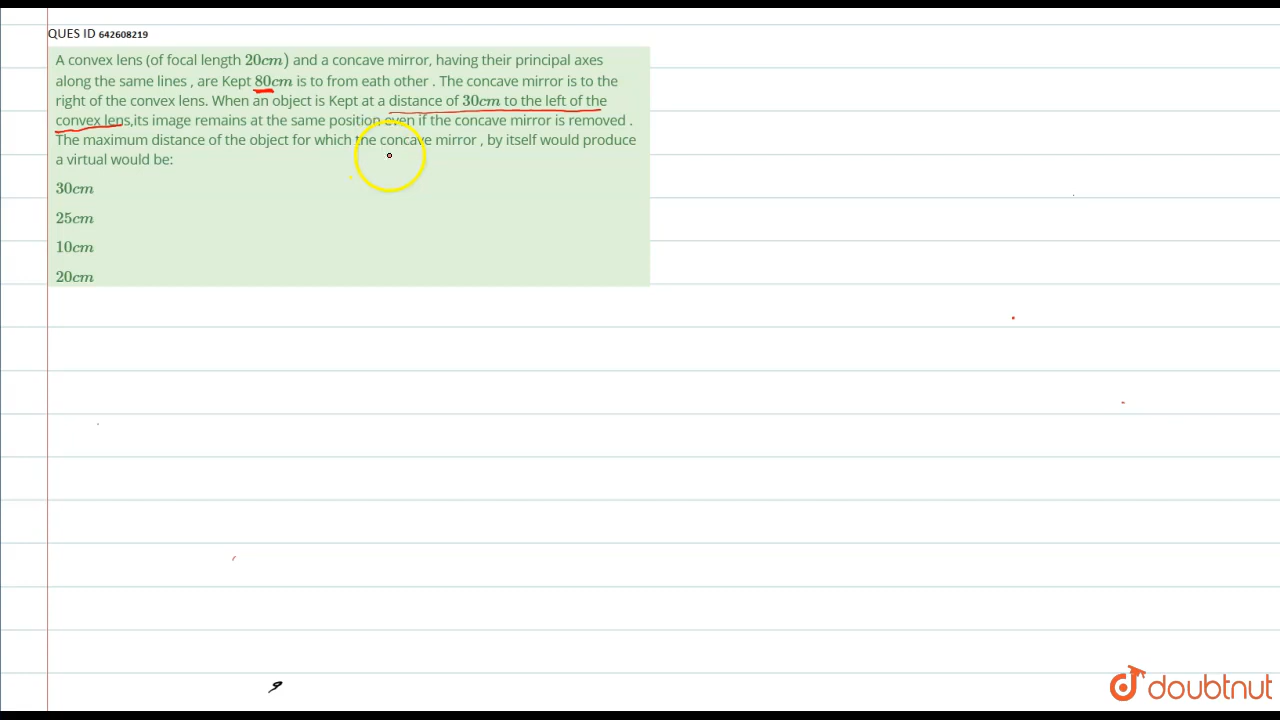 QUES ID 642608219
A convex lens (of focal length 20cm) and a concave mirror, having their principal axes
along the same lines , are Kept 80cm is to from eath other . The concave mirror is to the
right of the convex lens. When an object is Kept at a distance of 30cm to the left of the
convex lens,its image remains at the same position even if the concave mirror is removed .
The maximum distance of the object for which the concave mirror , by itself would produce
a virtual would be:
30cm
25cm
10cm
20cm
doubtnut